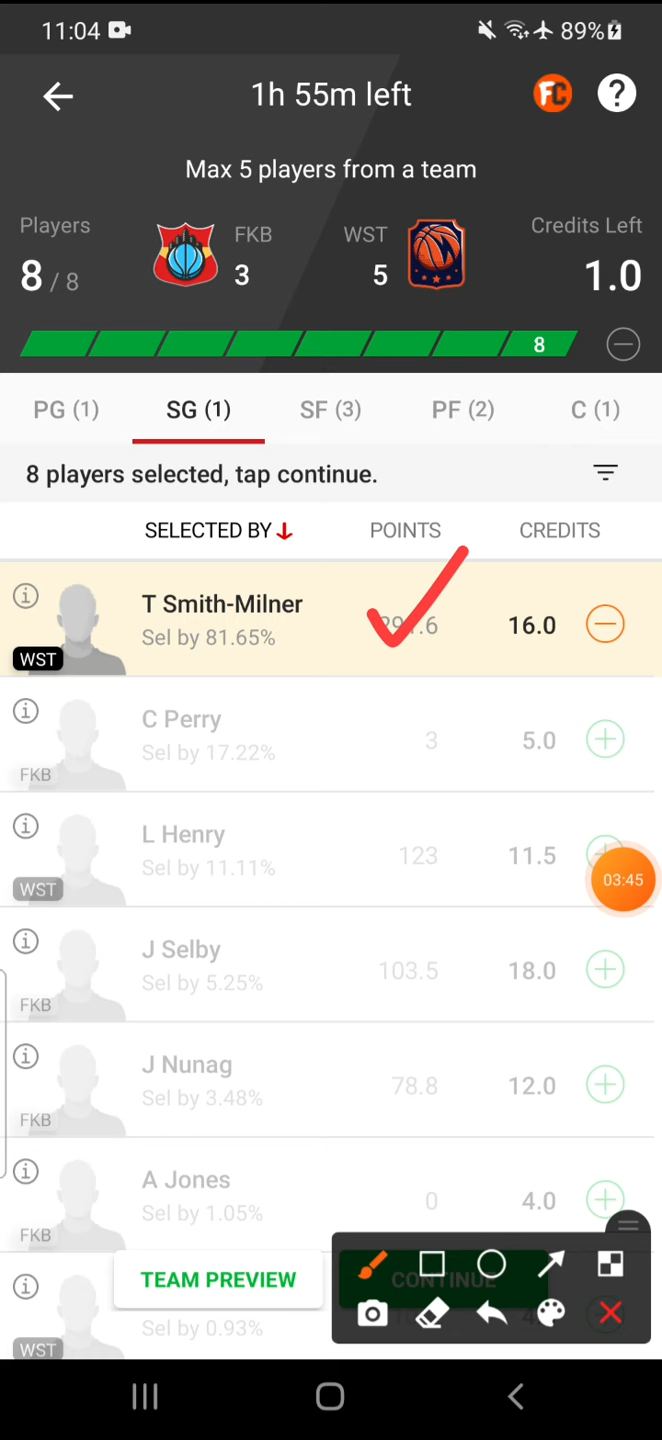 11:04 89%
1h 55m left FC ?
Max 5 players from a team
Players FKB WST Credits Left
8 / 8 3 5 1.0
8
PG (1) SG (1) SF (3) PF (2) C (1)
8 players selected, tap continue.
SELECTED BY POINTS CREDITS
T Smith-Milner
Sel by 81.65% 16.0
WST
C Perry
Sel by 17.22% 3 5.0
FKB
L Henry
Sel by 11.11% 123 11.5
WST
03:45
J Selby
Sel by 5.25% 103.5 18.0
FKB
J Nunag
Sel by 3.48% 78.8 12.0
FKB
A Jones
Sel by 1.05% 0 4.0
FKB
TEAM PREVIEW CONTINUE
Sel by 0.93%
WST